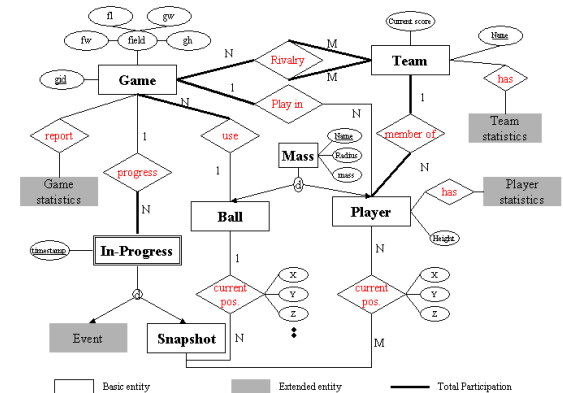 fl
gw
Current score
fw
field
gh
N
M
Name
Rivalry
gid
Game
M
Team
1
Play in
has
N
N
1
Team
statistics
report
use
Name
member of
1
Mass
Radius
Game
statistics
progress
1
mass
N
has
Player
statistics
d
N
Ball
Player
timestamp
In-Progress
Height
1
N
X
X
current
pos.
Y
current
pos.
Y
d
Z
Z
Event
Snapshot
N
M
Basic entity
Extended entity
Total Participation